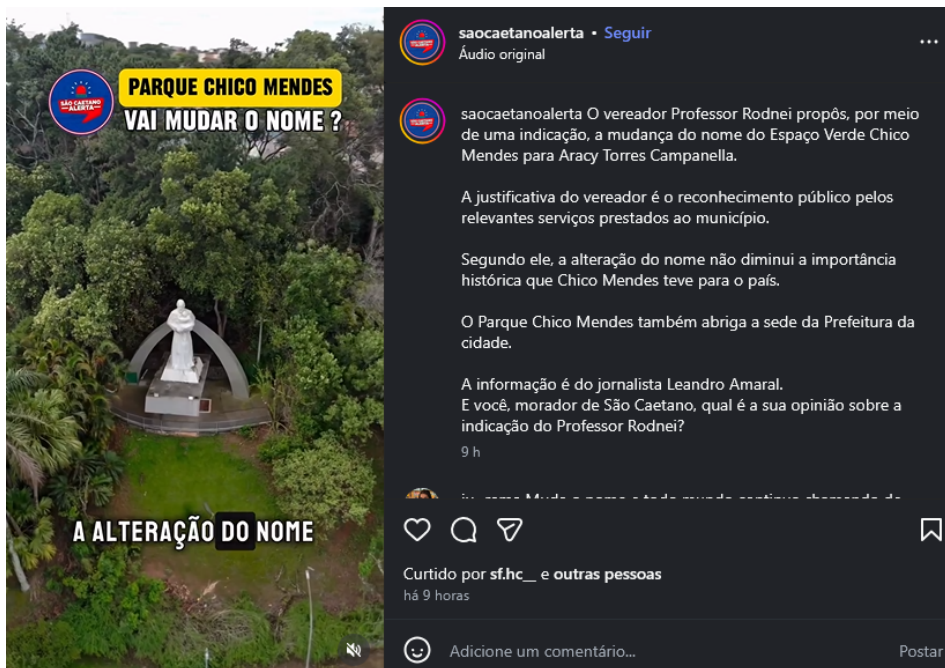 SÃO CAETANO
ALERTA
PARQUE CHICO MENDES
VAI MUDAR O NOME ?
A ALTERAÇÃO DO NOME
saocaetanoalerta • Seguir
Áudio original
saocaetanoalerta O vereador Professor Rodnei propôs, por meio
de uma indicação, a mudança do nome do Espaço Verde Chico
Mendes para Aracy Torres Campanella.
A justificativa do vereador é o reconhecimento público pelos
relevantes serviços prestados ao município.
Segundo ele, a alteração do nome não diminui a importância
histórica que Chico Mendes teve para o país.
O Parque Chico Mendes também abriga a sede da Prefeitura da
cidade.
A informação é do jornalista Leandro Amaral.
E você, morador de São Caetano, qual é a sua opinião sobre a
indicação do Professor Rodnei?
9 h
Curtido por sf.hc__ e outras pessoas
há 9 horas
Adicione um comentário...
Postar